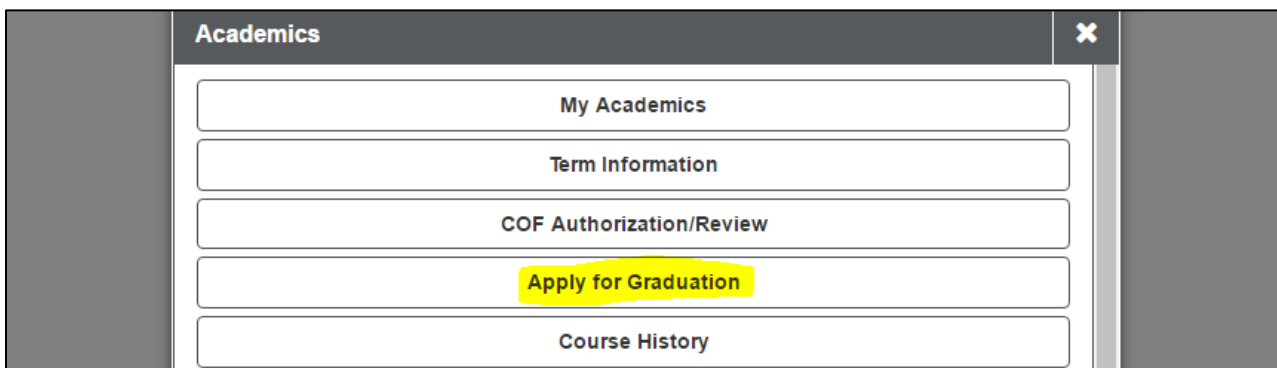 Academics
My Academics
Term Information
COF Authorization/Review
Apply for Graduation
Course History